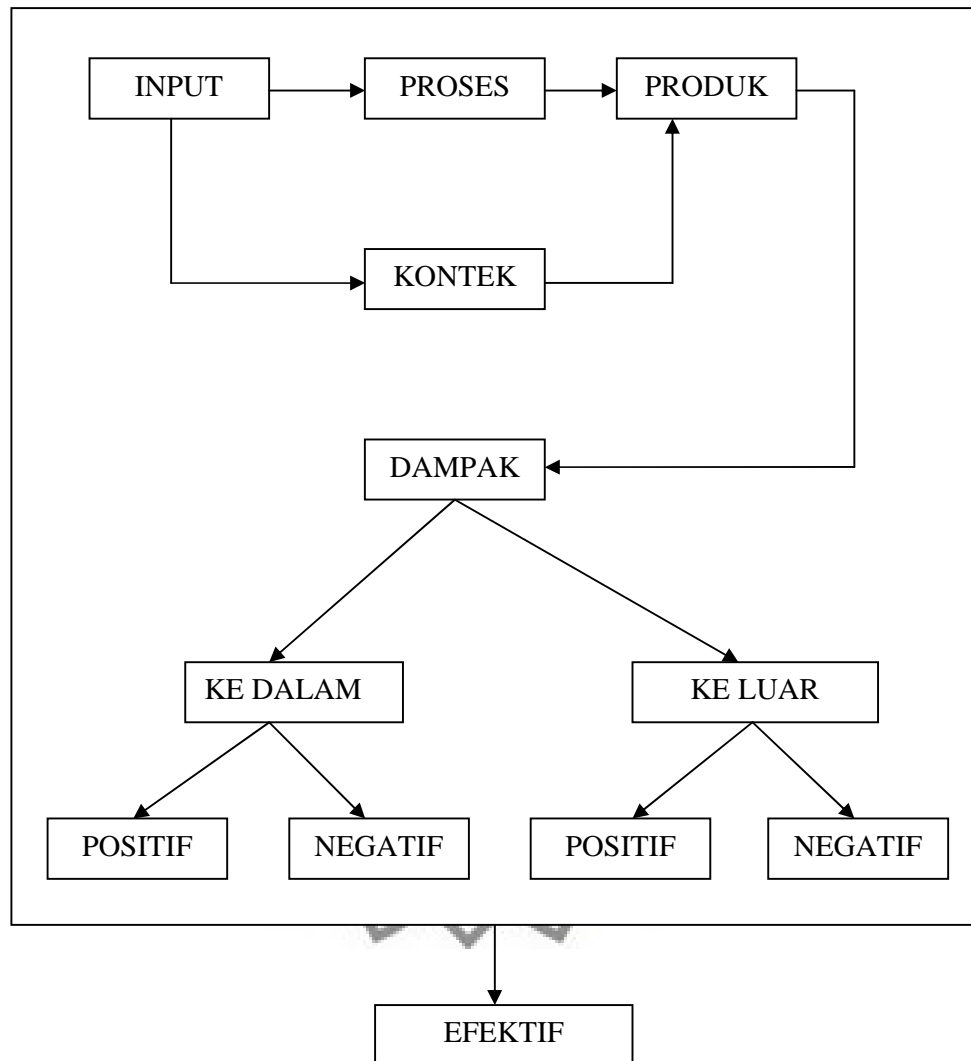 INPUT
PROSES
PRODUK
KONTEK
DAMPAK
KE DALAM
KE LUAR
POSITIF
NEGATIF
POSITIF
NEGATIF
EFEKTIF